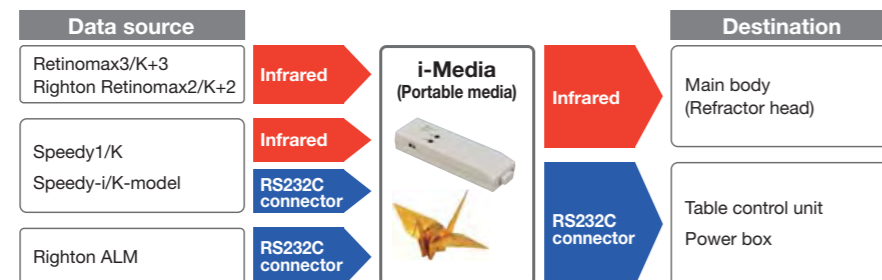 Data source
Destination
Retinomax3/K+3
Righton Retinomax2/K+2
Infrared
i-Media
(Portable media)
Infrared
Main body
(Refractor head)
Speedy1/K
Speedy-i/K-model
Infrared
RS232C
connector
RS232C
connector
Table control unit
Power box
Righton ALM
RS232C
connector